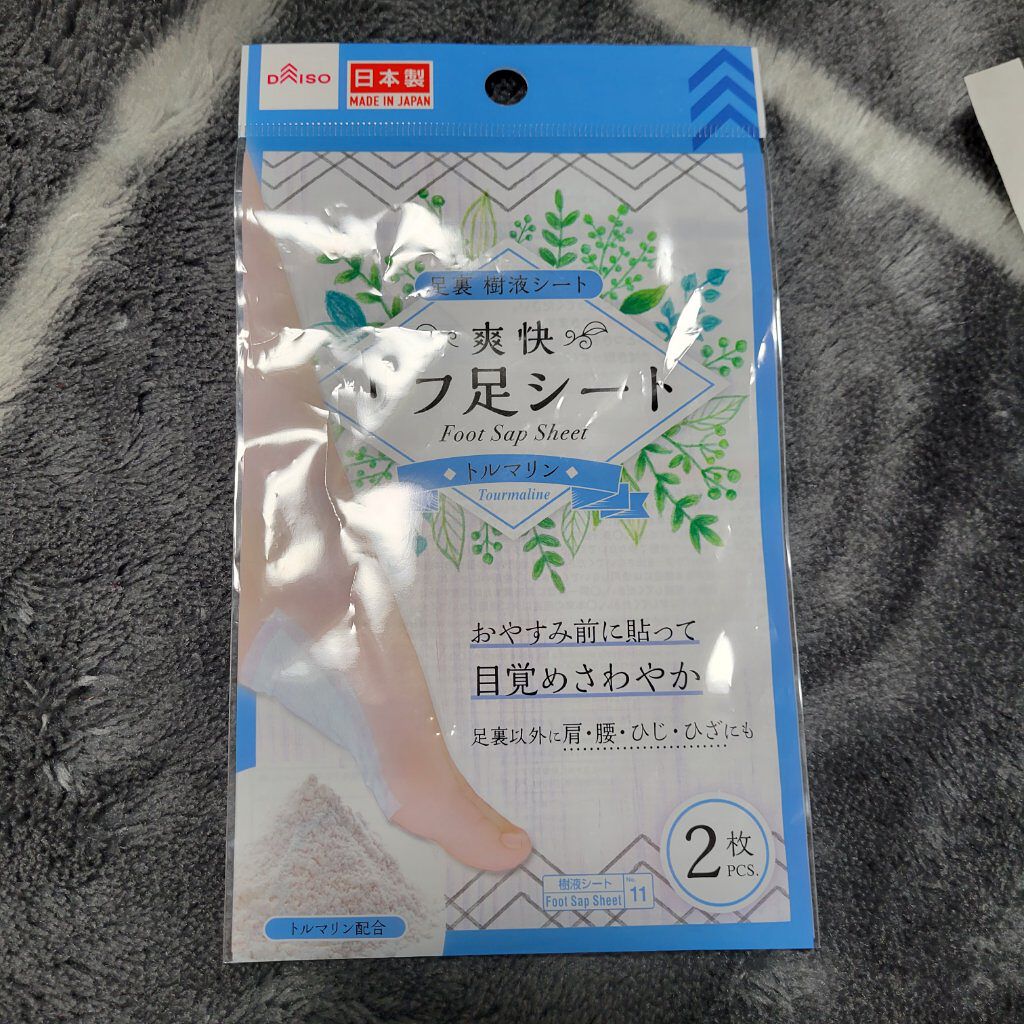 DAISO
日本製
MADE IN JAPAN
足裏 樹液シート
爽快
フ足シート
Foot Sap Sheet
トルマリン
Tourmaline
おやすみ前に貼って
目覚めさわやか
足裏以外に肩・腰・ひじ・ひざにも
2枚
PCS.
樹液シート
Foot Sap Sheet
No.
11
トルマリン配合